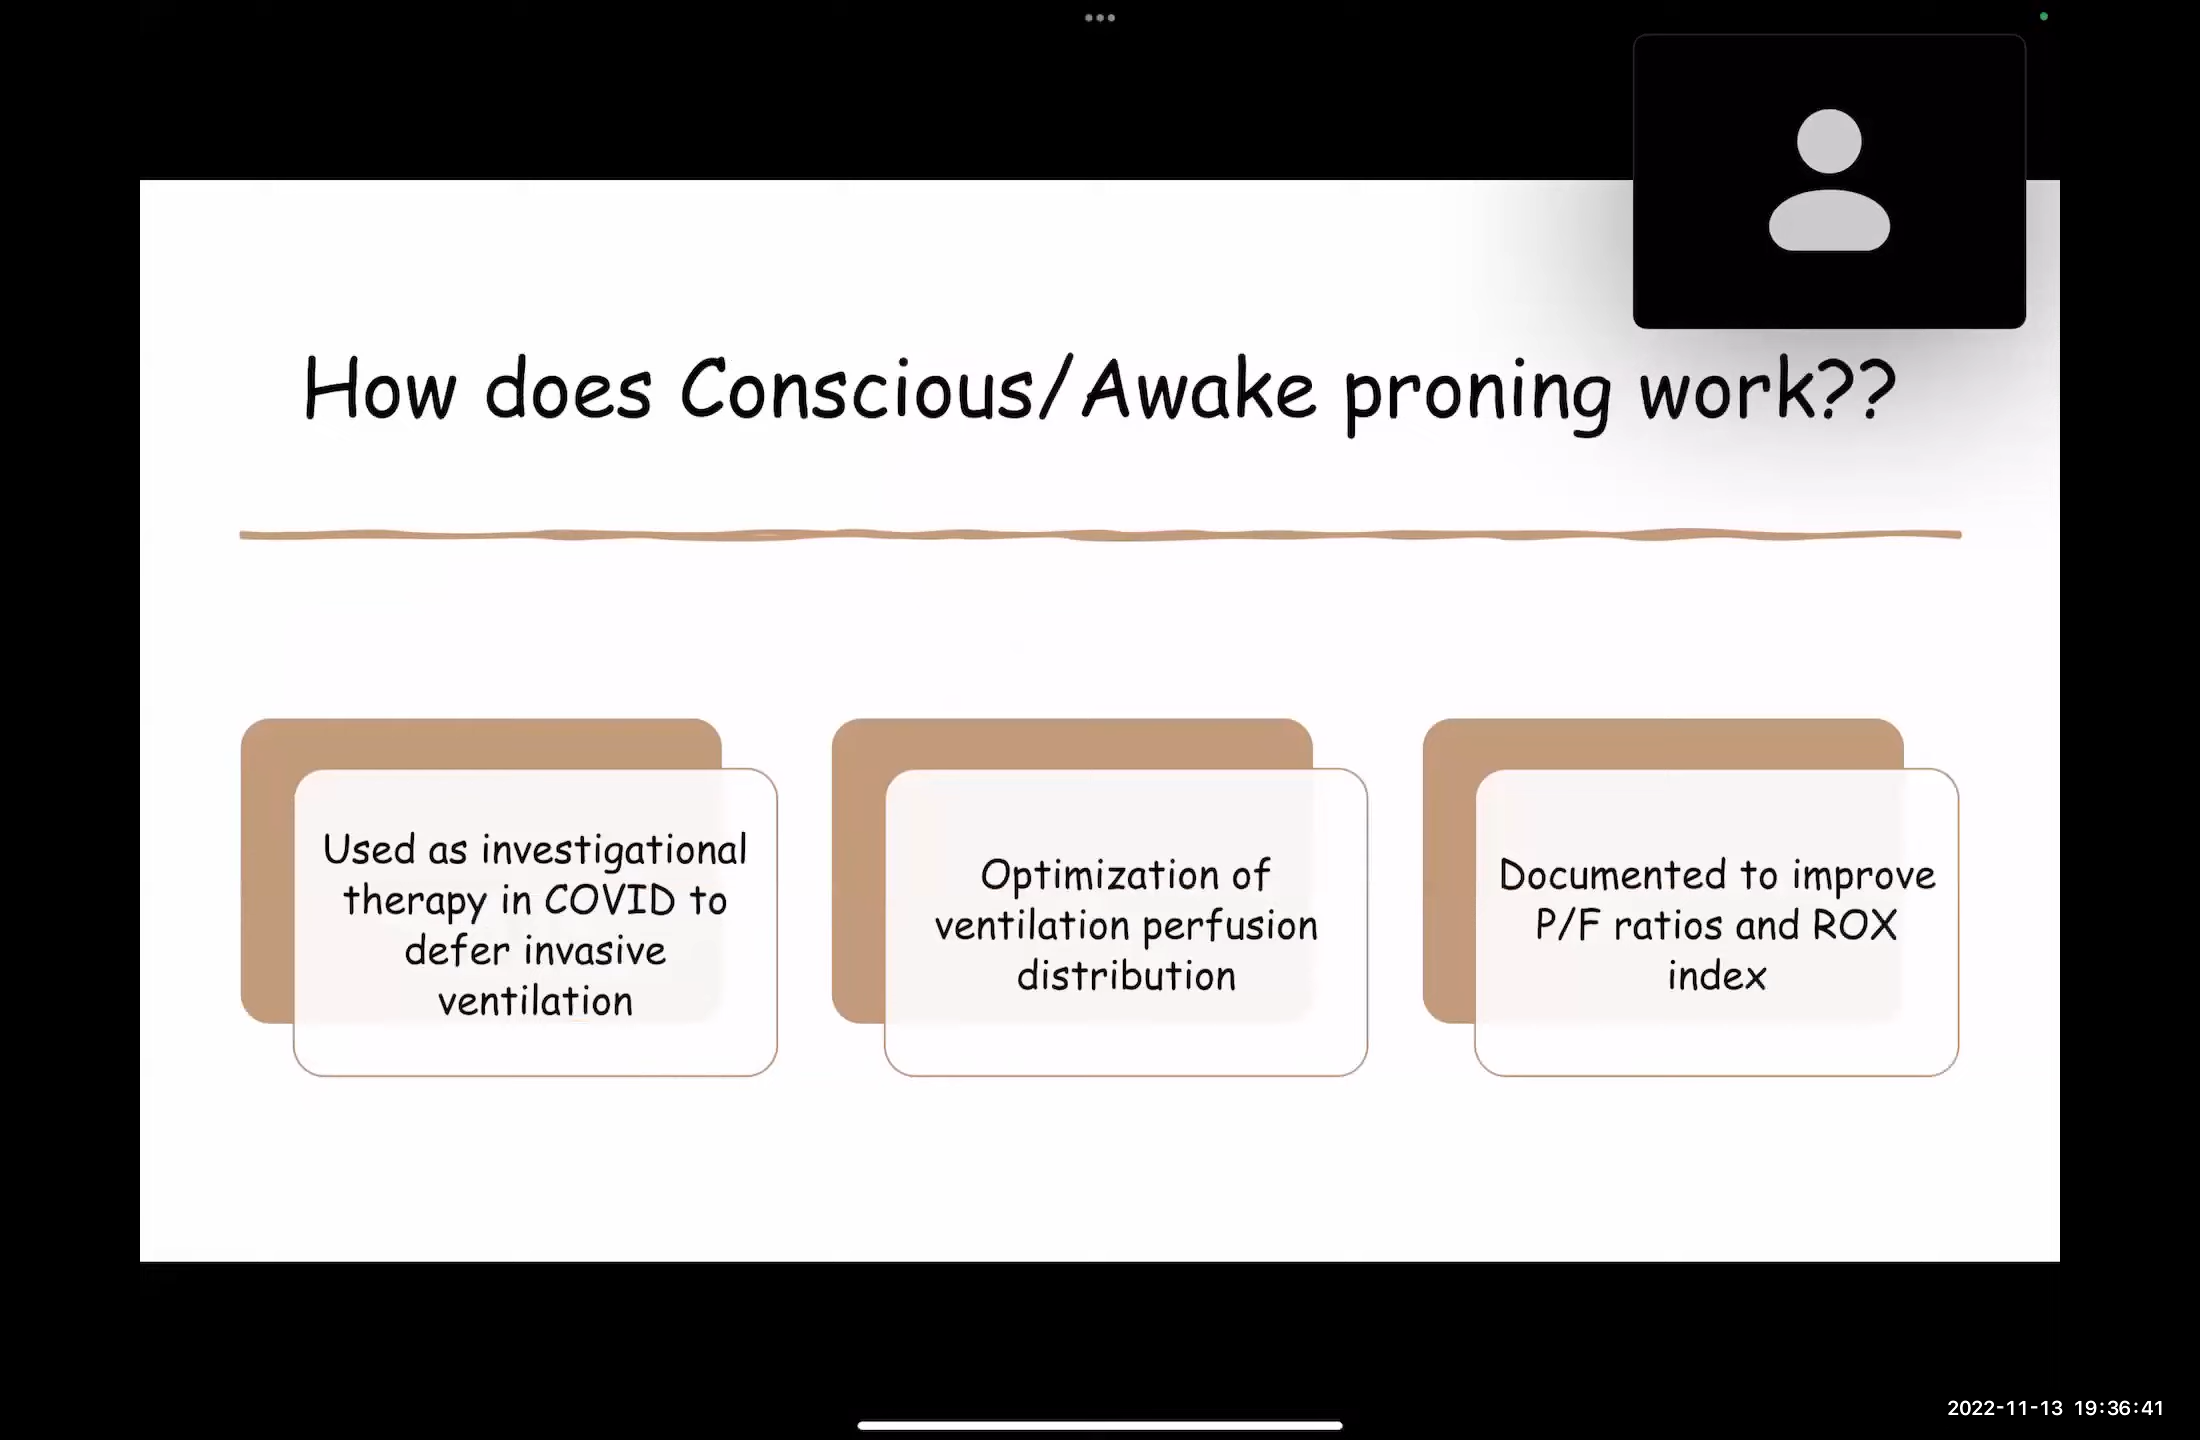 How does Conscious/Awake proning work??
Used as investigational
therapy in COVID to
defer invasive
ventilation
Optimization of
ventilation perfusion
distribution
Documented to improve
P/F ratios and ROX
index
2022-11-13 19:36:41